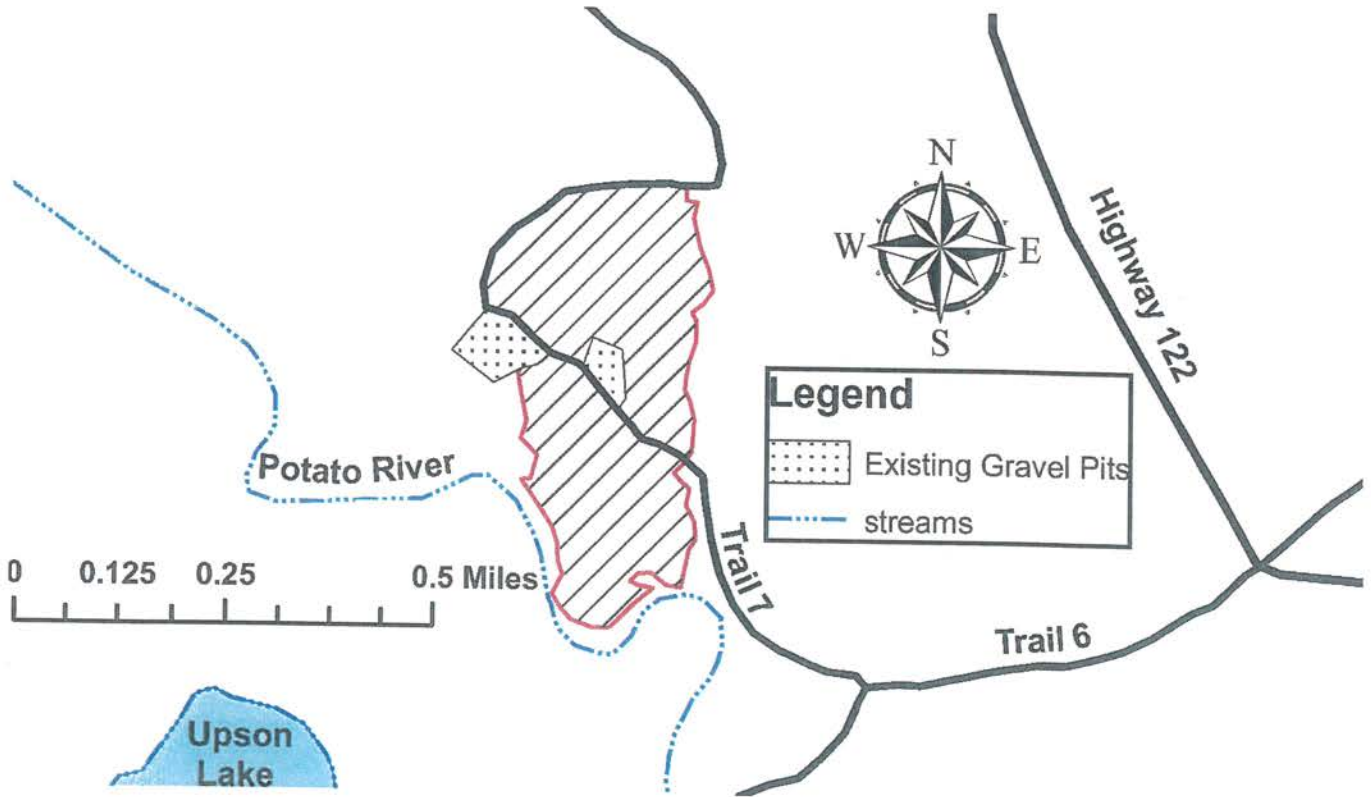 N
W
E
S
Highway 122
Legend
Existing Gravel Pits
streams
Potato River
0 0.125 0.25 0.5 Miles
Trail 7
Trail 6
Upson
Lake